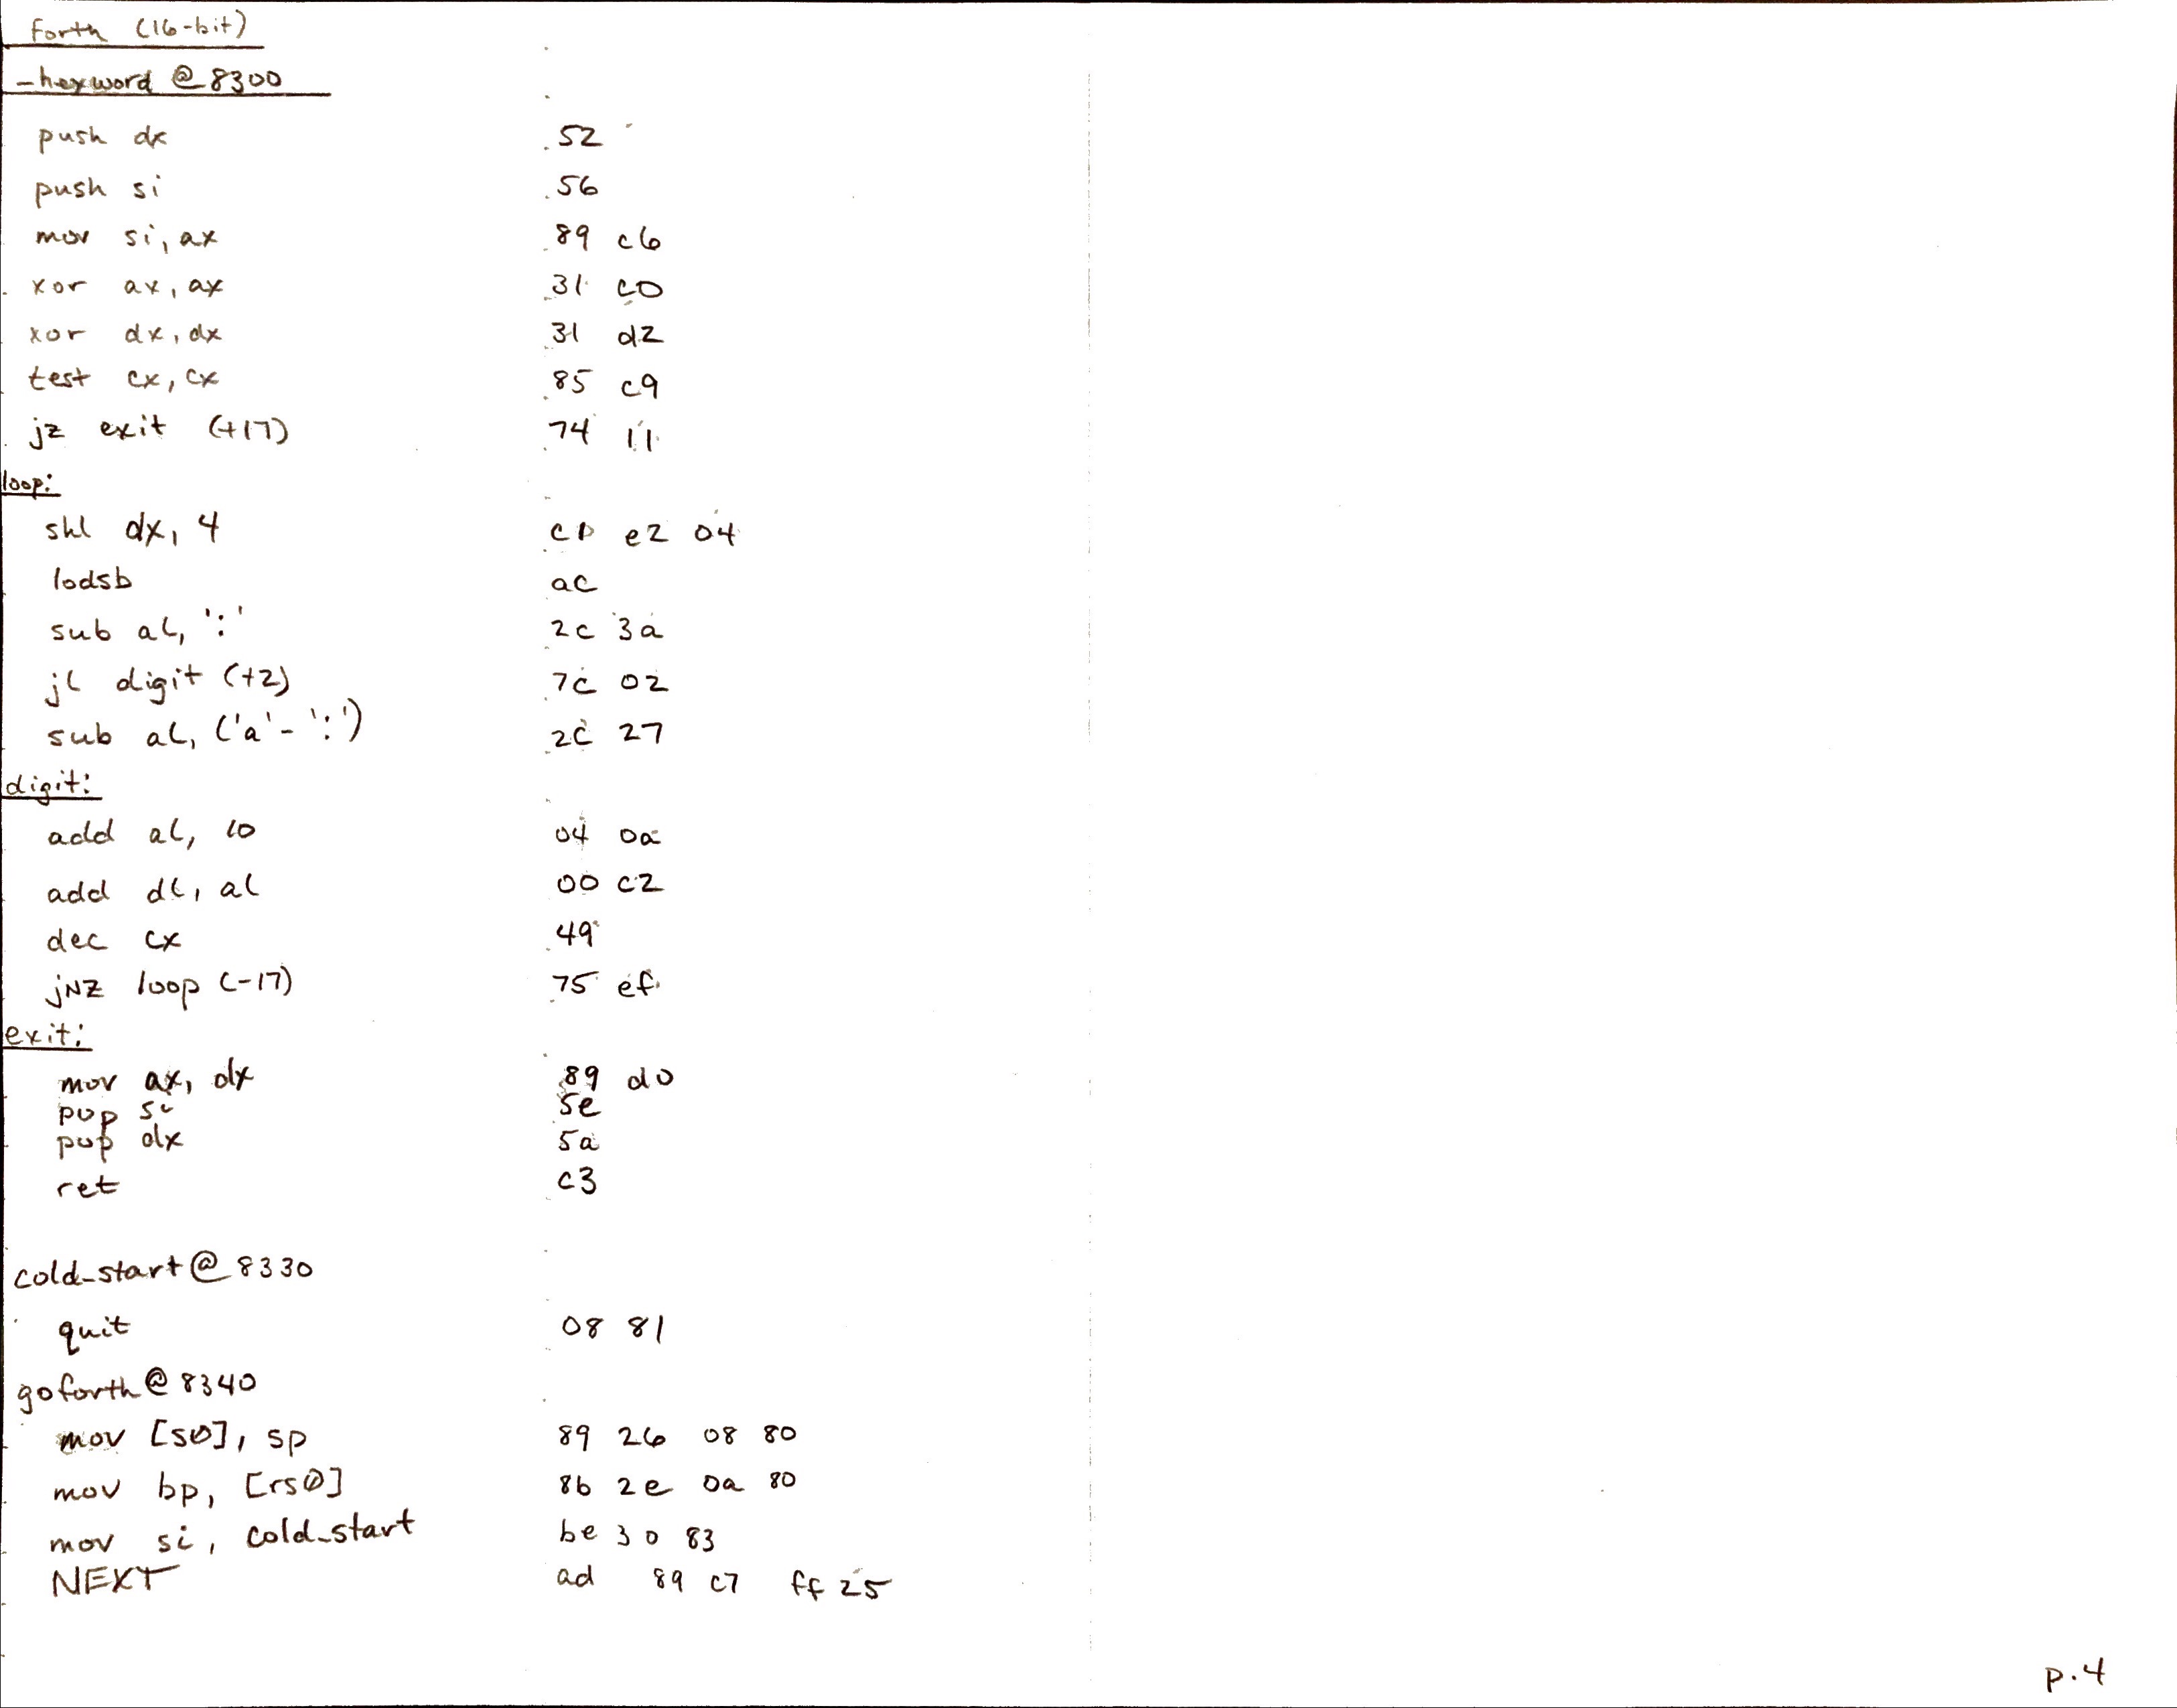 forth (16-bit)
_hexword @ 8300
push dx 52
push si 56
mov si, ax 89 c6
xor ax, ax 31 c0
xor dx, dx 31 d2
test cx, cx 85 c9
jz exit (+17) 74 11
loop:
shl dx, 4 c1 e2 04
lodsb ac
sub al, ':' 2c 3a
jl digit (+2) 7c 02
sub al, ('a' - ':') 2c 27
digit:
add al, 10 04 0a
add dl, al 00 c2
dec cx 49
jNZ loop (-17) 75 ef
exit:
mov ax, dx 89 d0
pop si 5e
pop dx 5a
ret c3
cold_start @ 8330
quit 08 81
goforth @ 8340
mov [s0], sp 89 26 08 80
mov bp, [rs0] 8b 2e 0a 80
mov si, cold_start be 30 83
NEXT ad 89 c7 ff 25
p.4